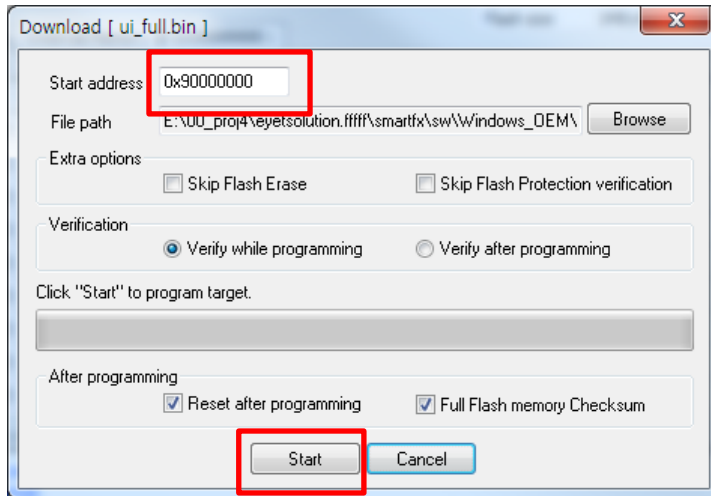 Download [ ui_full.bin ]
Start address 0x90000000
File path E:\00_proj4\eyetsolution.fffff\smartfx\sw\Windows_OEM\ Browse
Extra options
Skip Flash Erase Skip Flash Protection verification
Verification
Verify while programming Verify after programming
Click "Start" to program target.
After programming
Reset after programming Full Flash memory Checksum
Start Cancel